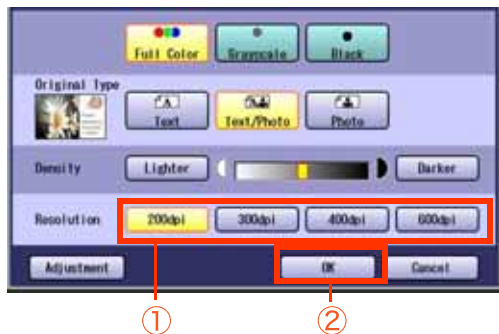 Full Color Grayscale Black
Original Type
Text Text/Photo Photo
Density Lighter Darker
Resolution 200dpi 300dpi 400dpi 600dpi
Adjustment OK Cancel
① ②